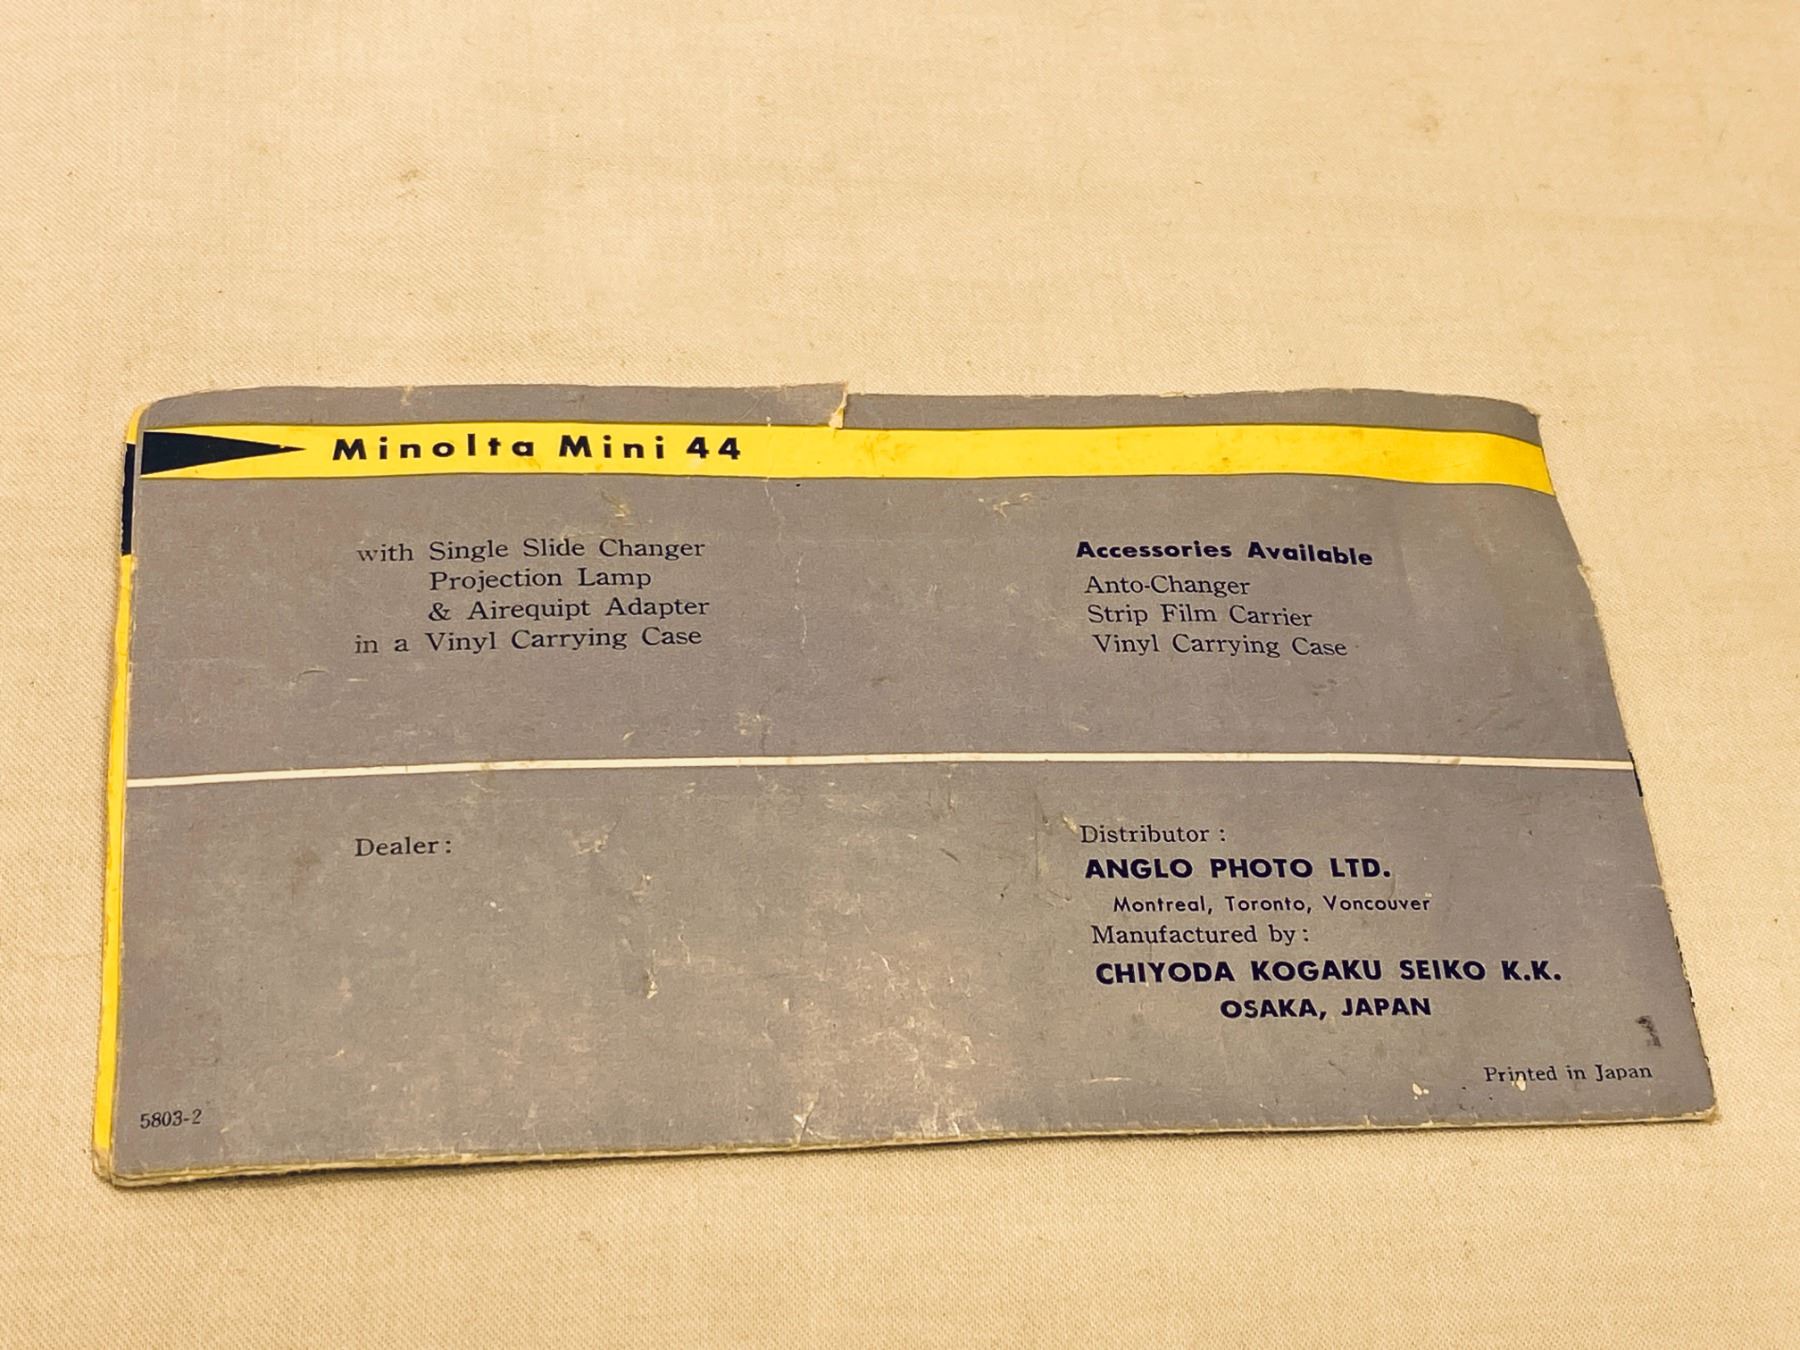 Minolta Mini 44
with Single Slide Changer
Projection Lamp
& Airequipt Adapter
in a Vinyl Carrying Case
Accessories Available
Anto-Changer
Strip Film Carrier
Vinyl Carrying Case
Dealer:
Distributor:
ANGLO PHOTO LTD.
Montreal, Toronto, Voncouver
Manufactured by:
CHIYODA KOGAKU SEIKO K.K.
OSAKA, JAPAN
Printed in Japan
5803-2